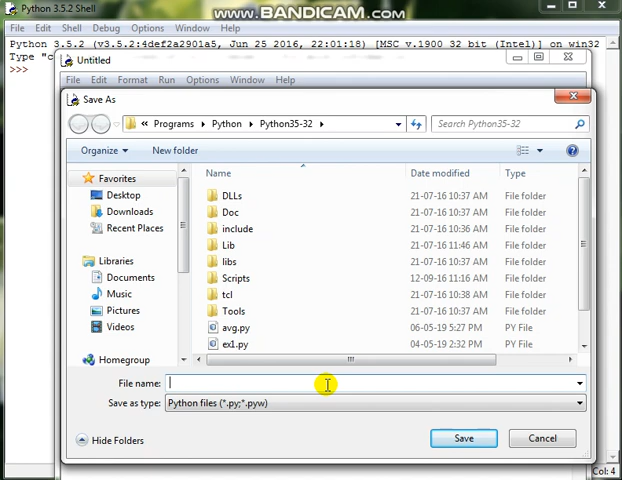 www.BANDICAM.com
Python 3.5.2 Shell
File Edit Shell Debug Options Window Help
Python 3.5.2 (v3.5.2:4def2a2901a5, Jun 25 2016, 22:01:18) [MSC v.1900 32 bit (Intel)] on win32
Type "c
>>>
Untitled
File Edit Format Run Options Window Help
Save As
« Programs Python Python35-32 Search Python35-32
Organize New folder
Favorites
Desktop
Downloads
Recent Places
Libraries
Documents
Music
Pictures
Videos
Homegroup
Name Date modified Type
DLLs 21-07-16 10:37 AM File folder
Doc 21-07-16 10:37 AM File folder
include 21-07-16 10:37 AM File folder
Lib 21-07-16 11:46 AM File folder
libs 21-07-16 10:37 AM File folder
Scripts 12-09-16 11:16 AM File folder
tcl 21-07-16 10:38 AM File folder
Tools 21-07-16 10:37 AM File folder
avg.py 06-05-19 5:27 PM PY File
ex1.py 04-05-19 2:32 PM PY File
File name:
Save as type: Python files (*.py;*.pyw)
Hide Folders Save Cancel
Col: 4